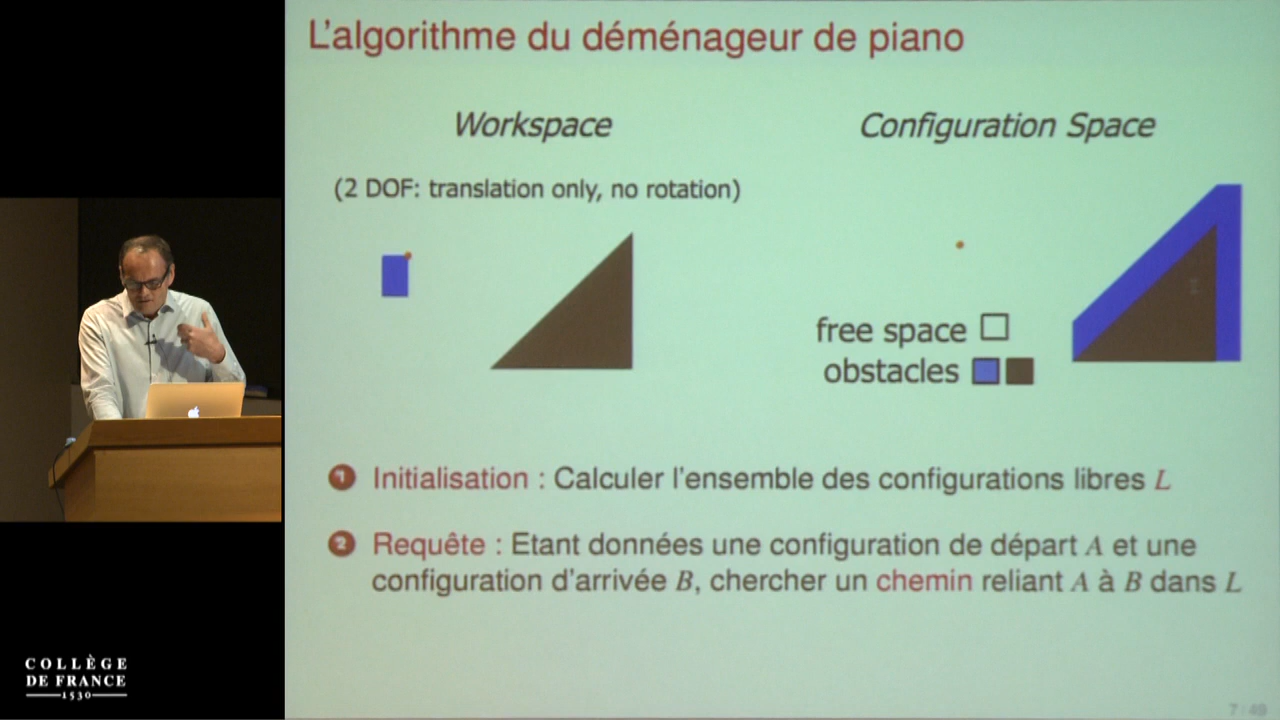 L'algorithme du déménageur de piano
Workspace
Configuration Space
(2 DOF: translation only, no rotation)
free space
obstacles
1 Initialisation : Calculer l'ensemble des configurations libres L
2 Requête : Etant données une configuration de départ A et une
configuration d'arrivée B, chercher un chemin reliant A à B dans L
COLLÈGE
DE FRANCE
1530
7 / 49